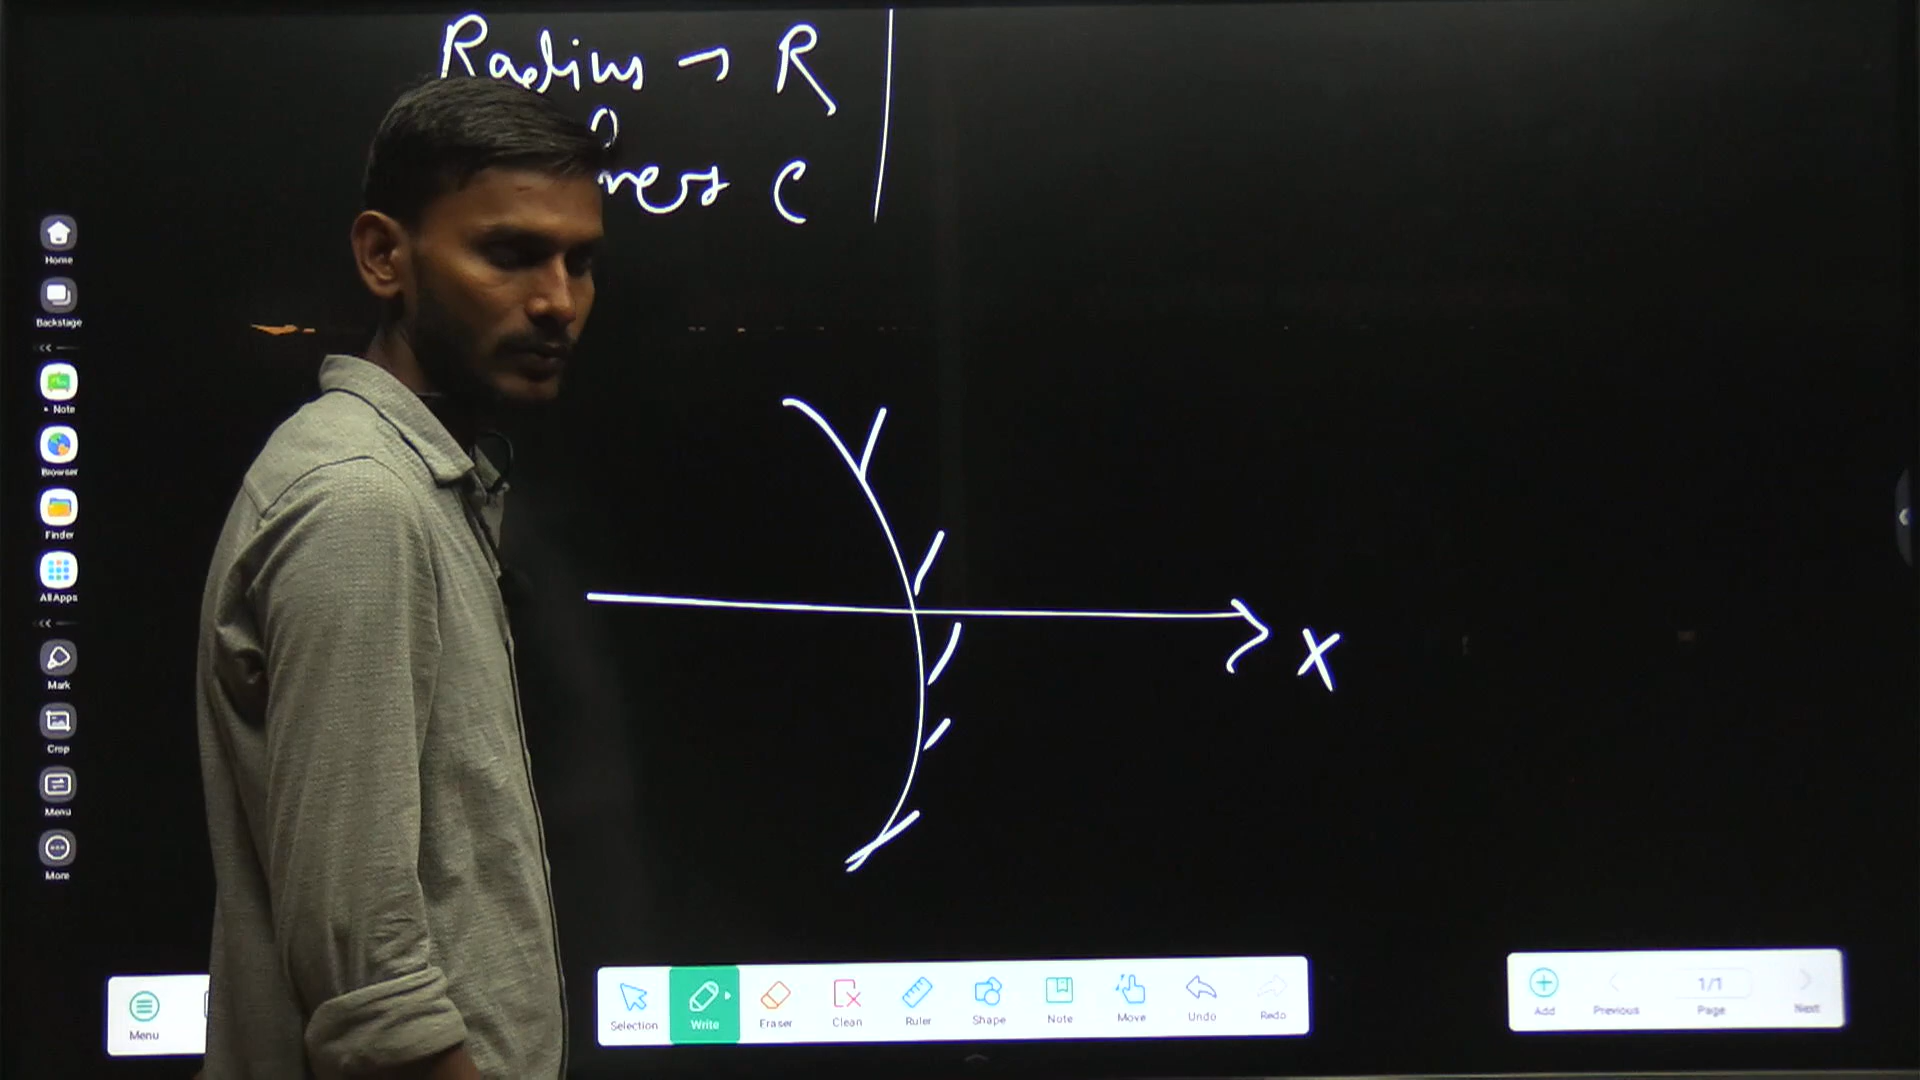 Radius → R
C
X
Home
Backstage
Note
Browser
Finder
All Apps
Mark
Crop
Menu
More
Menu
Selection
Write
Eraser
Clean
Ruler
Shape
Note
Move
Undo
Redo
Add
Previous
1/1
Page
Next